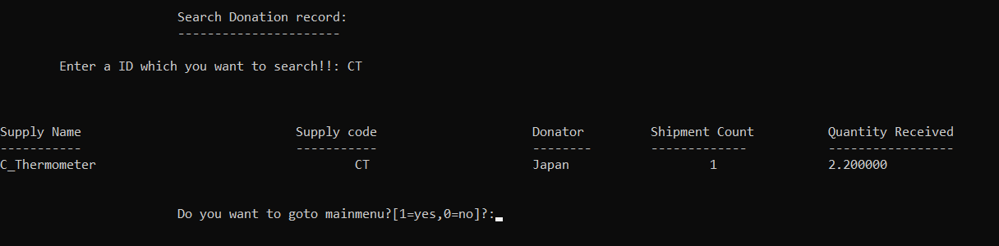 Search Donation record:
----------------------
Enter a ID which you want to search!!: CT
Supply Name Supply code Donator Shipment Count Quantity Received
----------- ----------- -------- ------------- -----------------
C_Thermometer CT Japan 1 2.200000
Do you want to goto mainmenu?[1=yes,0=no]?: